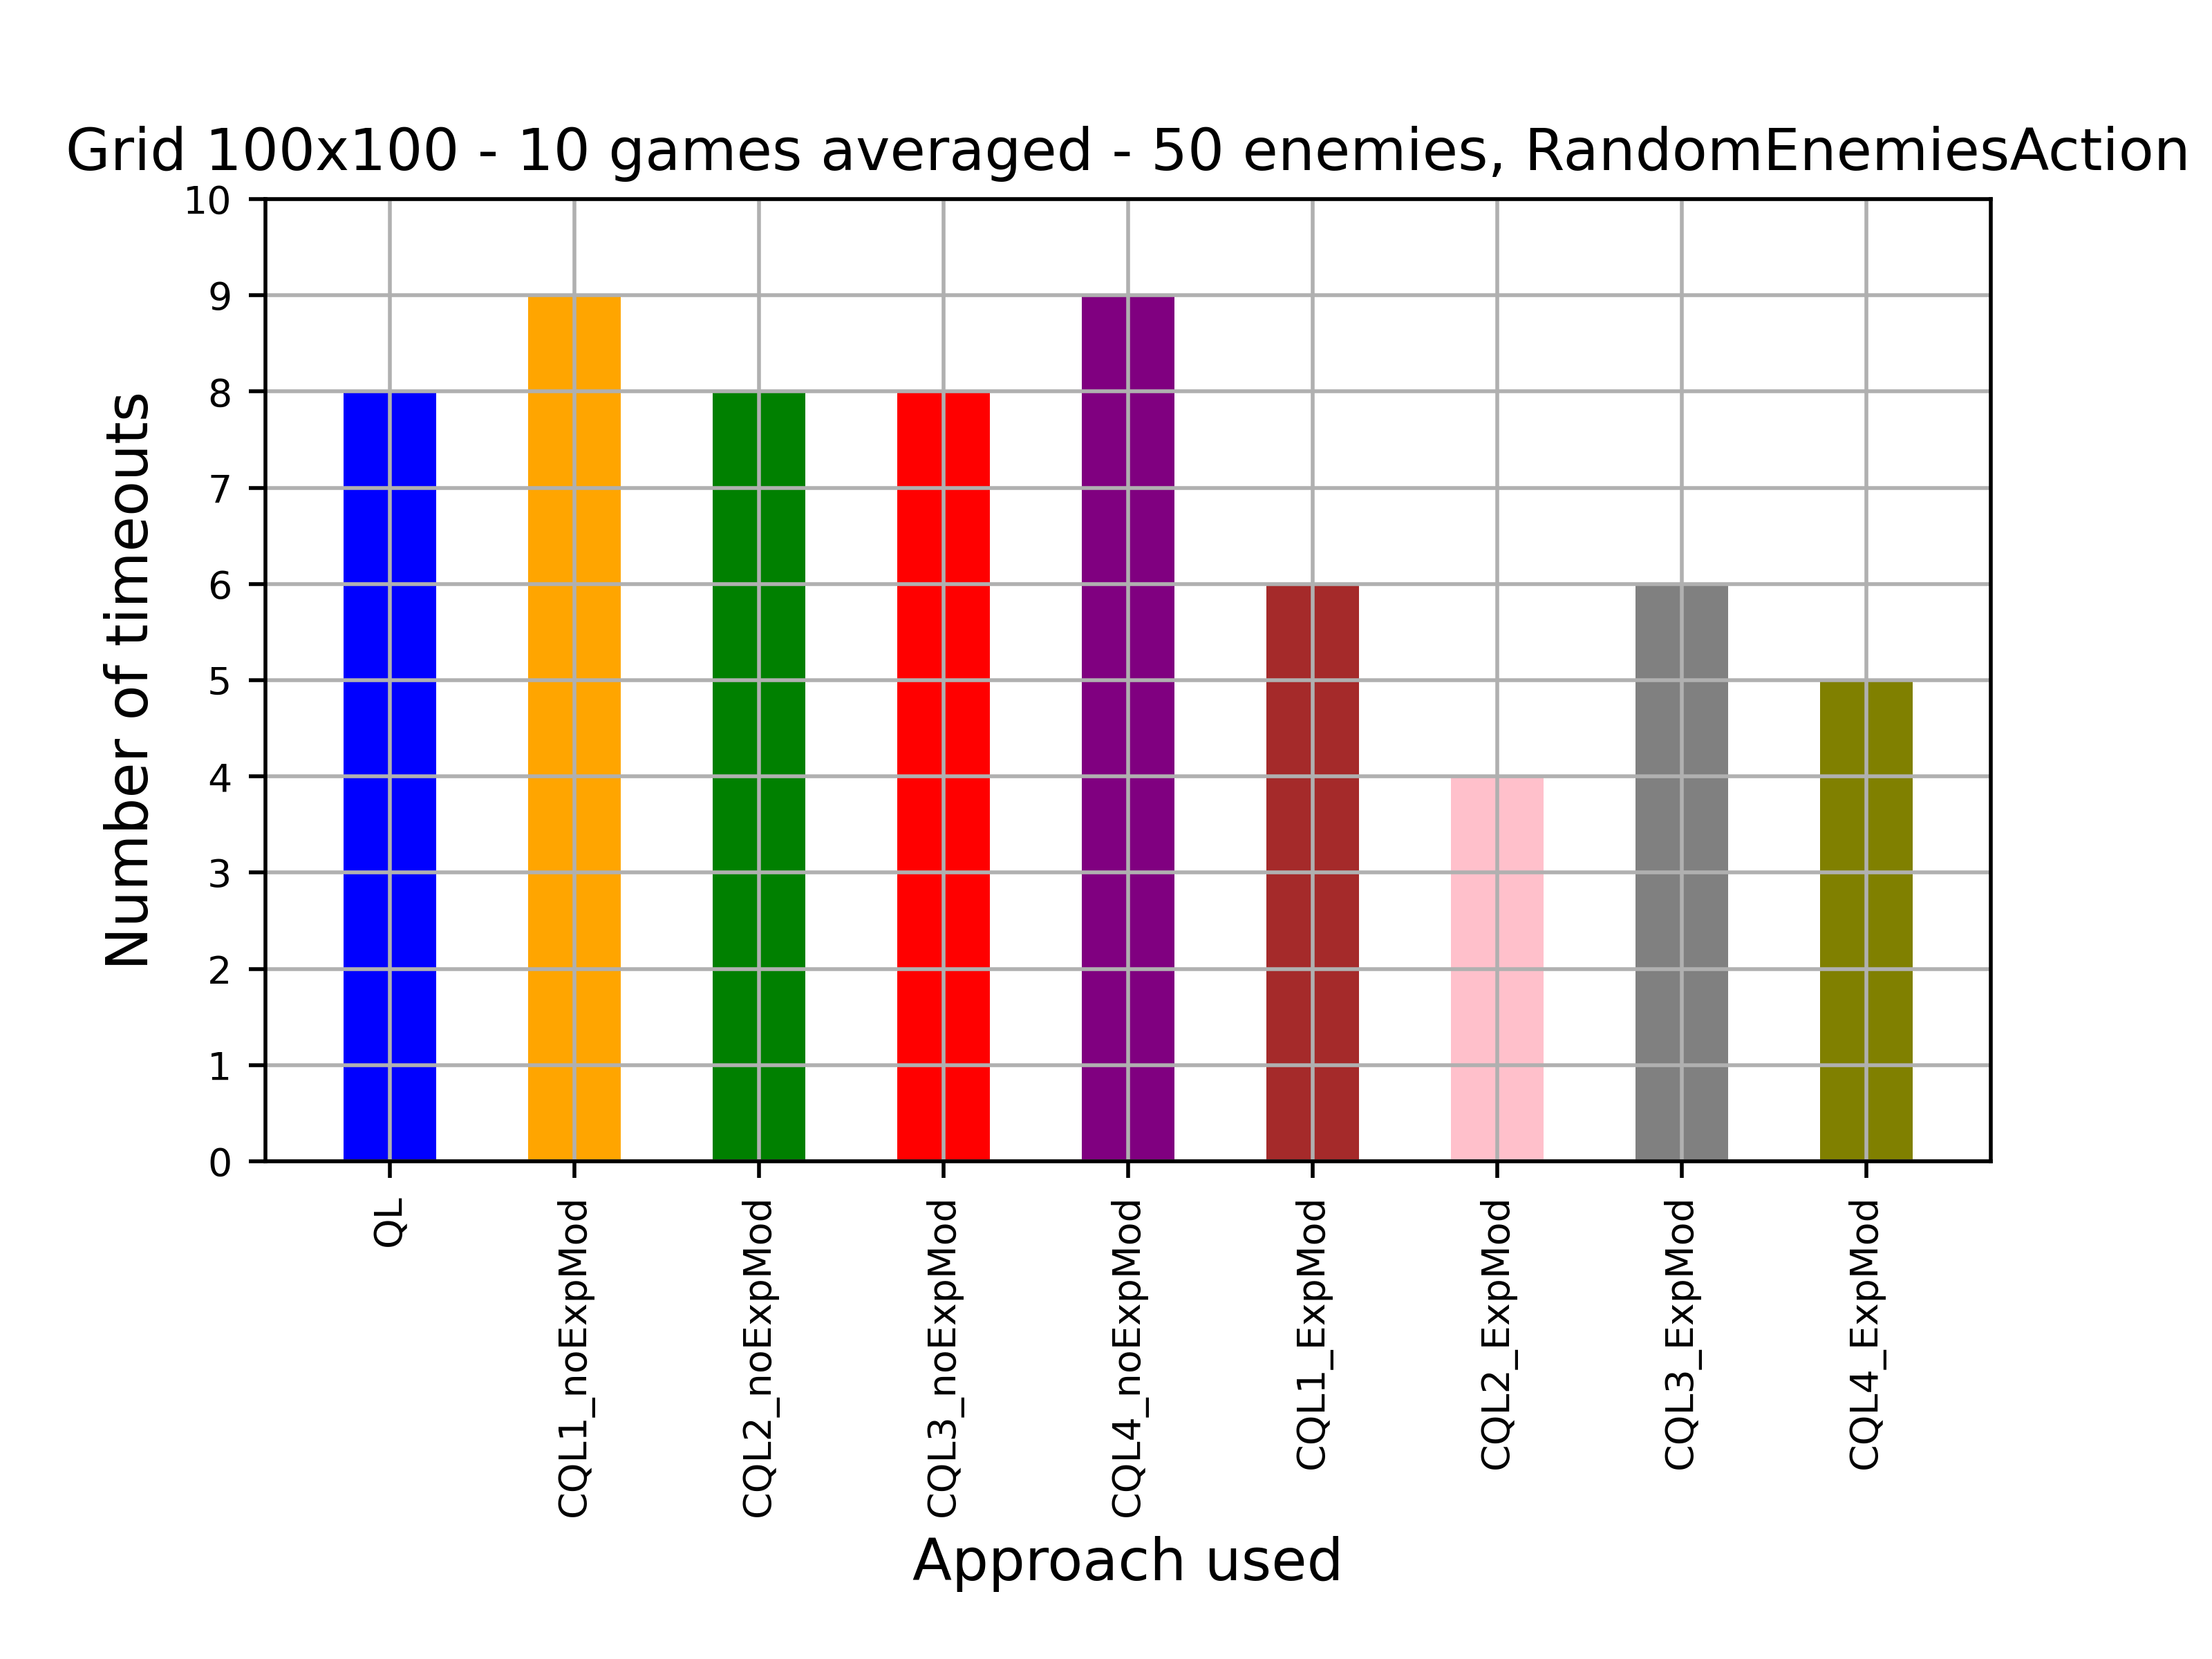 Grid 100x100 - 10 games averaged - 50 enemies, RandomEnemiesAction
Number of timeouts
10
9
8
7
6
5
4
3
2
1
0
QL
CQL1_noExpMod
CQL2_noExpMod
CQL3_noExpMod
CQL4_noExpMod
CQL1_ExpMod
CQL2_ExpMod
CQL3_ExpMod
CQL4_ExpMod
Approach used